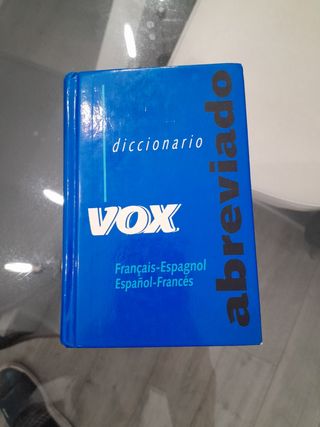 diccionario
VOX
Français-Espagnol
Español-Francés
abreviado